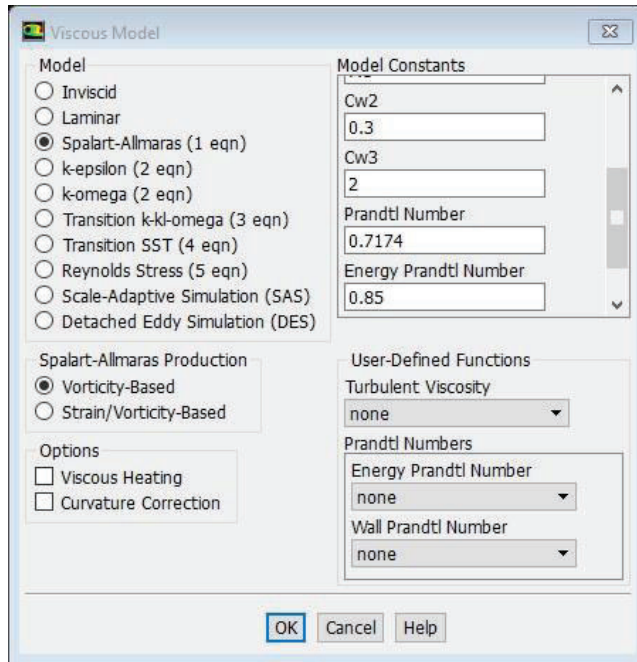 Viscous Model
Model
Inviscid
Laminar
Spalart-Allmaras (1 eqn)
k-epsilon (2 eqn)
k-omega (2 eqn)
Transition k-kl-omega (3 eqn)
Transition SST (4 eqn)
Reynolds Stress (5 eqn)
Scale-Adaptive Simulation (SAS)
Detached Eddy Simulation (DES)
Spalart-Allmaras Production
Vorticity-Based
Strain/Vorticity-Based
Options
Viscous Heating
Curvature Correction
Model Constants
Cw2
0.3
Cw3
2
Prandtl Number
0.7174
Energy Prandtl Number
0.85
User-Defined Functions
Turbulent Viscosity
none
Prandtl Numbers
Energy Prandtl Number
none
Wall Prandtl Number
none
OK Cancel Help